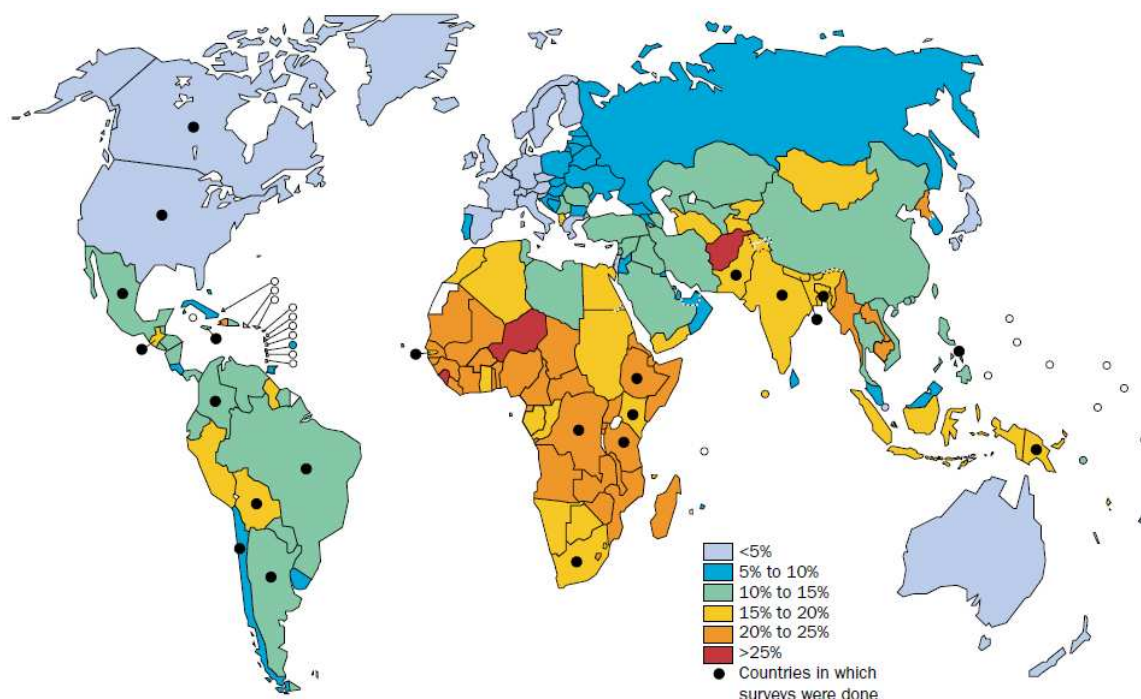 <5%
5% to 10%
10% to 15%
15% to 20%
20% to 25%
>25%
Countries in which
surveys were done